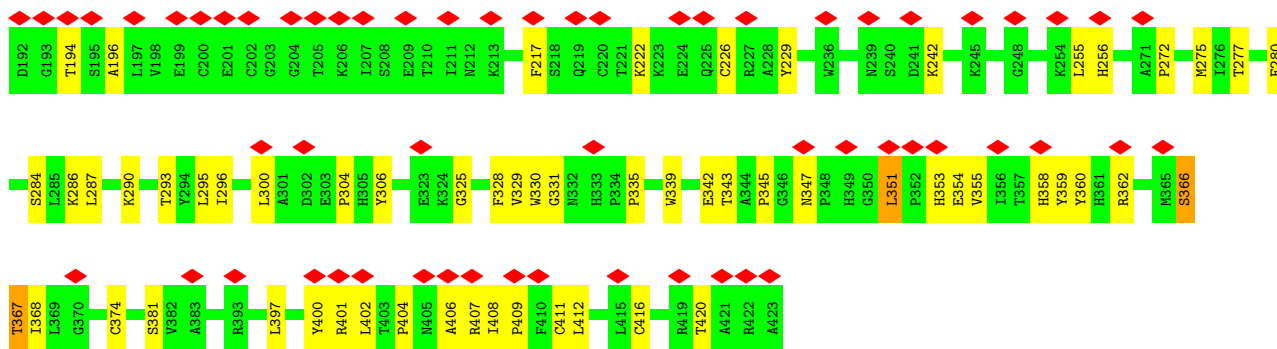 D192 G193 T194 S195 A196 L197 V198 E199 C200 E201 C202 G203 G204 T205 K206 I207 S208 E209 T210 I211 N212 K213 F217 S218 Q219 C220 T221 K222 K223 E224 Q225 C226 R227 A228 Y229 W236 N239 S240 D241 K242 K245 G248 K254 L255 H256 A271 P272 M275 I276 T277
S284 L285 K286 L287 K290 T293 Y294 L295 I296 L300 A301 D302 E303 P304 H305 Y306 E323 K324 G325 F328 V329 W330 G331 N332 H333 P334 P335 W339 E342 T343 A344 P345 G346 N347 P348 H349 G350 L351 P352 H353 E354 V355 I356 T357 H358 Y359 Y360 H361 R362 M365 S366
T367 I368 L369 G370 C374 S381 V382 A383 R393 L397 Y400 R401 L402 T403 P404 N405 A406 R407 I408 P409 F410 C411 L412 L415 C416 R419 T420 A421 R422 A423